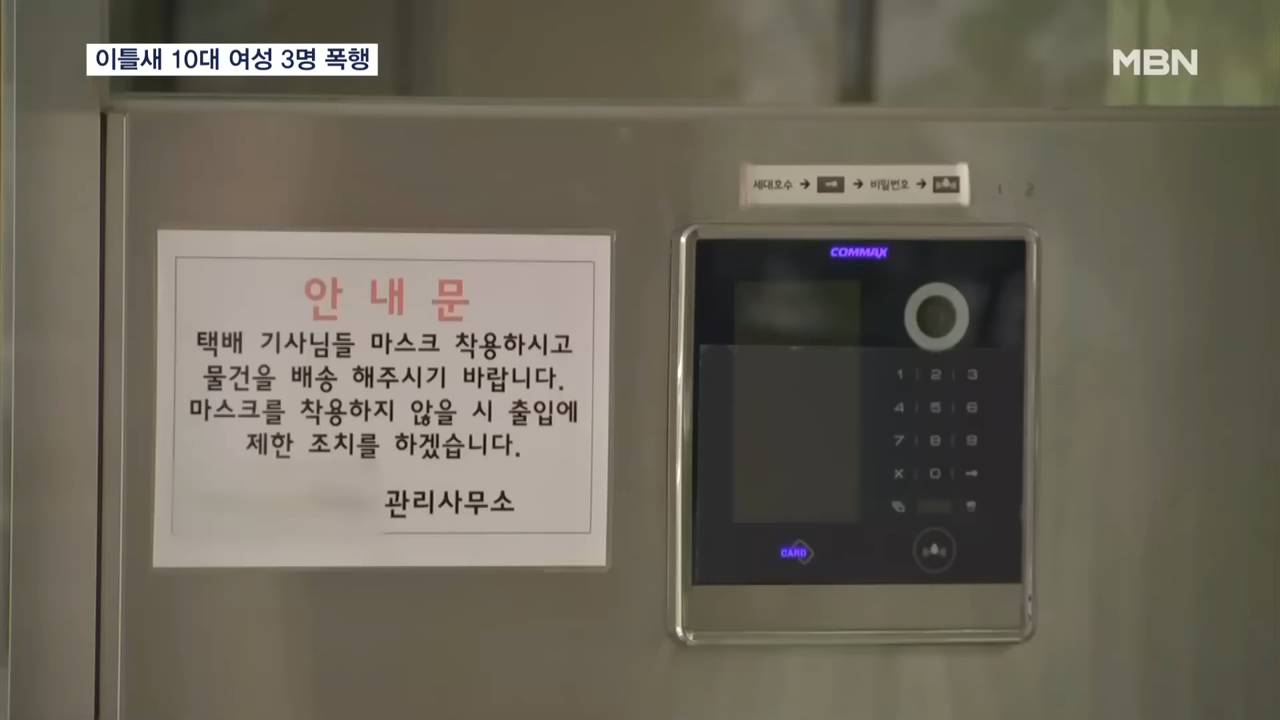 이틀새 10대 여성 3명 폭행
MBN
세대호수 → → 비밀번호 →
1 2
COMMAX
안 내 문
택배 기사님들 마스크 착용하시고
물건을 배송 해주시기 바랍니다.
마스크를 착용하지 않을 시 출입에
제한 조치를 하겠습니다.
관리사무소
1 2 3
4 5 6
7 8 9
X 0
CARD